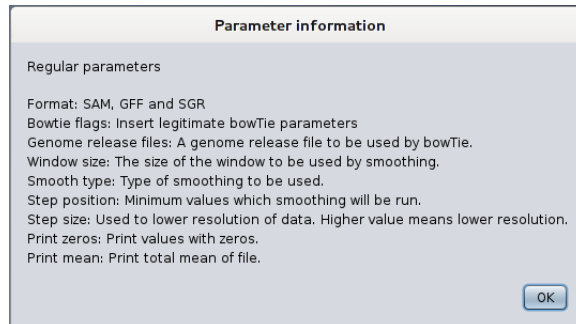 Parameter information
Regular parameters
Format: SAM, GFF and SGR
Bowtie flags: Insert legitimate bowTie parameters
Genome release files: A genome release file to be used by bowTie.
Window size: The size of the window to be used by smoothing.
Smooth type: Type of smoothing to be used.
Step position: Minimum values which smoothing will be run.
Step size: Used to lower resolution of data. Higher value means lower resolution.
Print zeros: Print values with zeros.
Print mean: Print total mean of file.
OK